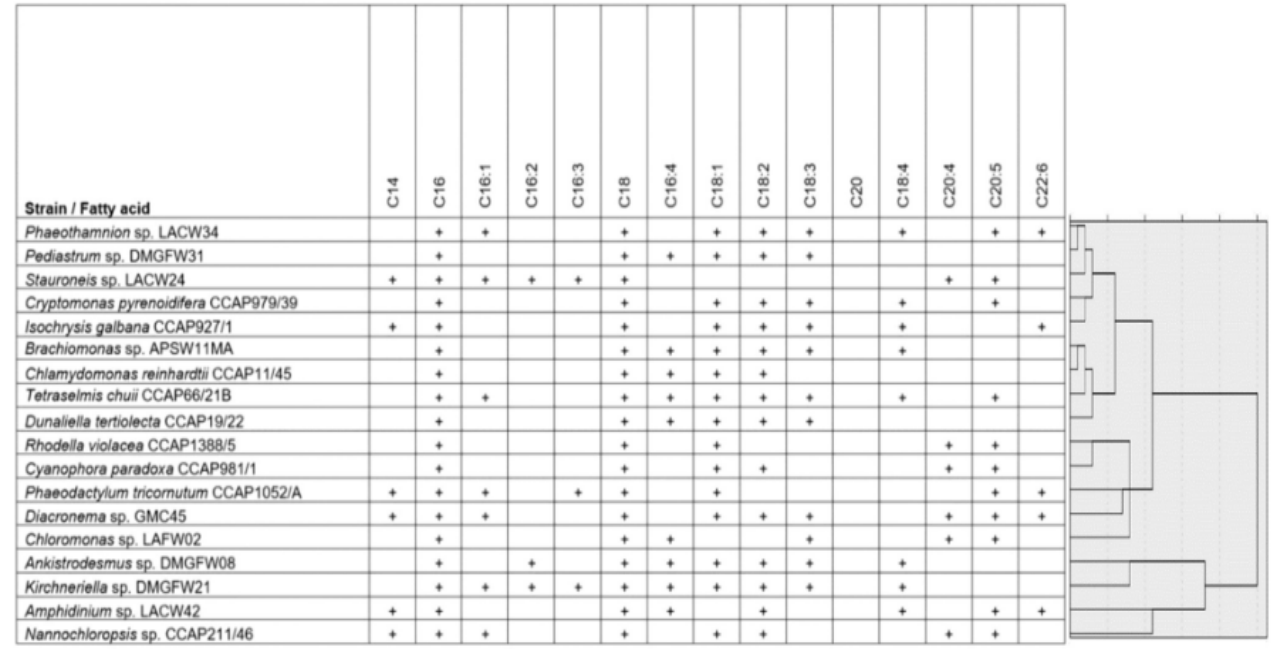 Strain / Fatty acid C14 C16 C16:1 C16:2 C16:3 C18 C16:4 C18:1 C18:2 C18:3 C20 C18:4 C20:4 C20:5 C22:6
Phaeothamnion sp. LACW34 + + + + + + + + +
Pediastrum sp. DMGFW31 + + + + + +
Stauroneis sp. LACW24 + + + + + + + +
Cryptomonas pyrenoidifera CCAP979/39 + + + + + + +
Isochrysis galbana CCAP927/1 + + + + + + + +
Brachiomonas sp. APSW11MA + + + + + + +
Chlamydomonas reinhardtii CCAP11/45 + + + + +
Tetraselmis chuii CCAP66/21B + + + + + + + + +
Dunaliella tertiolecta CCAP19/22 + + + + + +
Rhodella violacea CCAP1388/5 + + + + +
Cyanophora paradoxa CCAP981/1 + + + + + +
Phaeodactylum tricornutum CCAP1052/A + + + + + + + +
Diacronema sp. GMC45 + + + + + + + + + +
Chloromonas sp. LAFW02 + + + + + +
Ankistrodesmus sp. DMGFW08 + + + + + + + +
Kirchneriella sp. DMGFW21 + + + + + + + + + +
Amphidinium sp. LACW42 + + + + + + + +
Nannochloropsis sp. CCAP211/46 + + + + + + + +